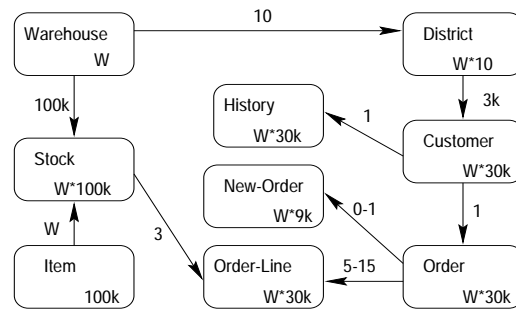 10
Warehouse
W
District
W*10
100k
3k
History
W*30k
1
Customer
W*30k
Stock
W*100k
New-Order
W*9k
0-1
1
W
3
Item
100k
Order-Line
W*30k
5-15
Order
W*30k